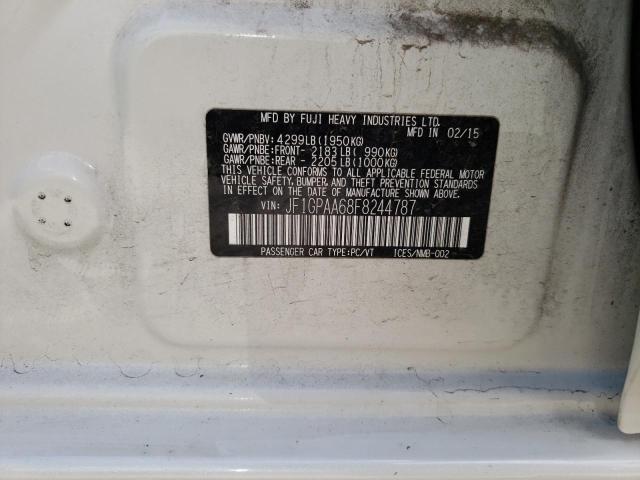 MFD BY FUJI HEAVY INDUSTRIES LTD.
MFD IN 02/15
GVWR/PNBV: 4299LB(1950KG)
GAWR/PNBE: FRONT- 2183LB( 990KG)
GAWR/PNBE: REAR - 2205LB(1000KG)
THIS VEHICLE CONFORMS TO ALL APPLICABLE FEDERAL MOTOR
VEHICLE SAFETY, BUMPER, AND THEFT PREVENTION STANDARDS
IN EFFECT ON THE DATE OF MANUFACTURE SHOWN ABOVE.
VIN: JF1GPAA68F8244787
PASSENGER CAR TYPE:PC/VT ICES/NMB-002